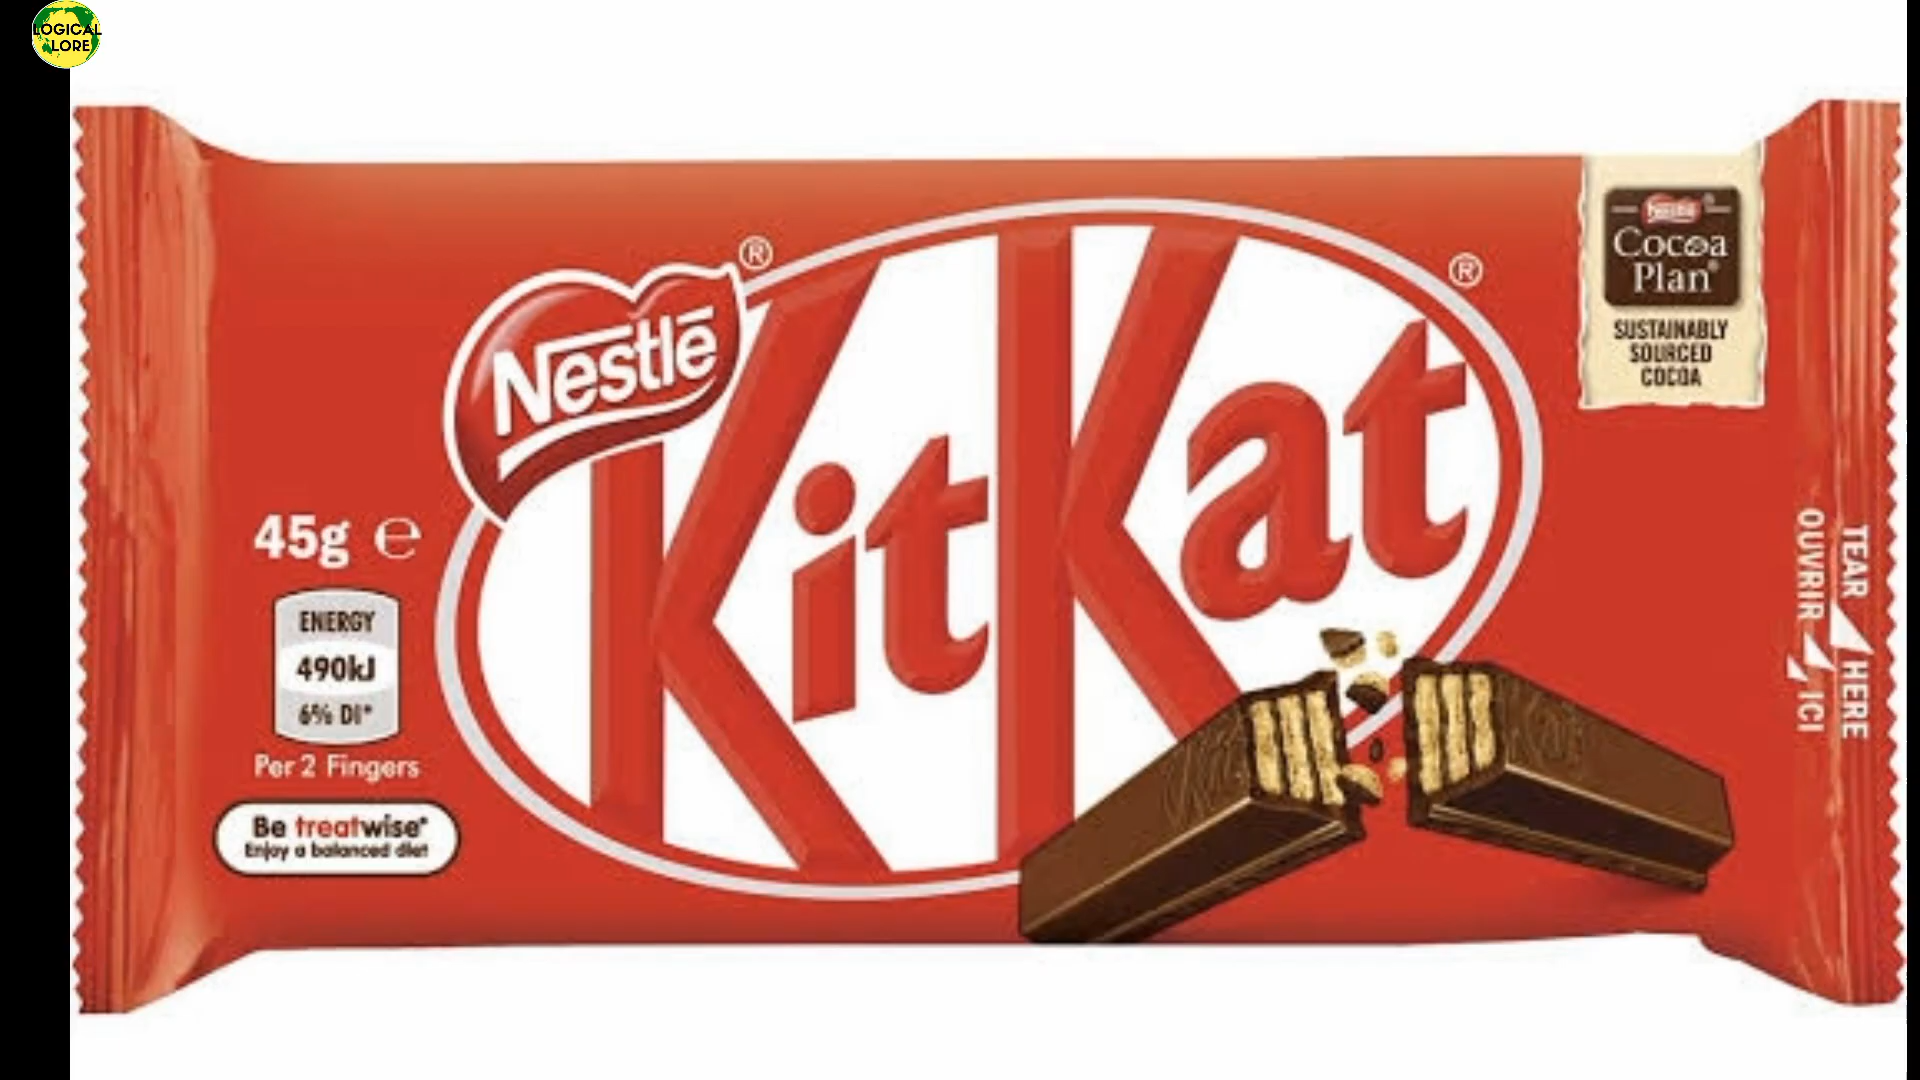 LOGICAL
LORE
Nestlé
®
KitKat
®
Nestlé
®
Cocoa
Plan®
SUSTAINABLY
SOURCED
COCOA
45g ℮
ENERGY
490kJ
6% DI*
Per 2 Fingers
Be treatwise*
Enjoy a balanced diet
TEAR HERE
OUVRIR ICI